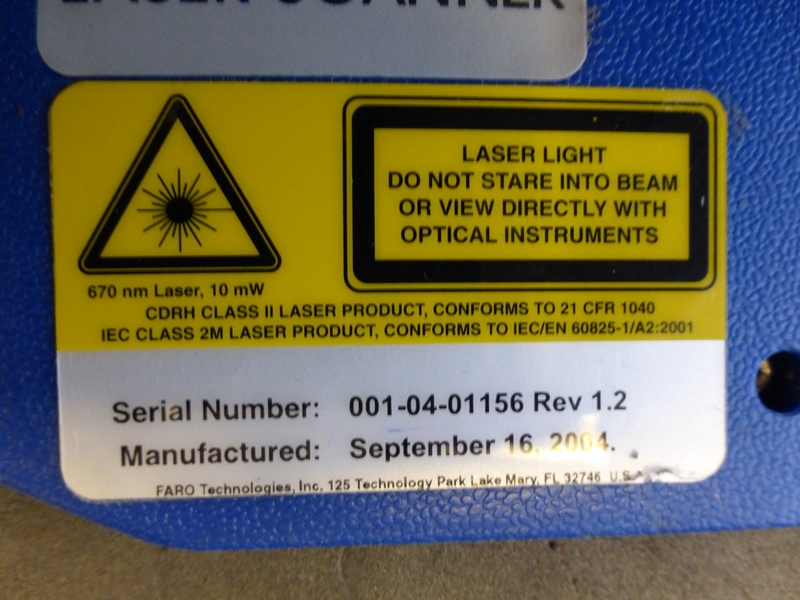 LASER SCANNER
LASER LIGHT
DO NOT STARE INTO BEAM
OR VIEW DIRECTLY WITH
OPTICAL INSTRUMENTS
670 nm Laser, 10 mW
CDRH CLASS II LASER PRODUCT, CONFORMS TO 21 CFR 1040
IEC CLASS 2M LASER PRODUCT, CONFORMS TO IEC/EN 60825-1/A2:2001
Serial Number: 001-04-01156 Rev 1.2
Manufactured: September 16, 2004.
FARO Technologies, Inc. 125 Technology Park Lake Mary, FL 32746